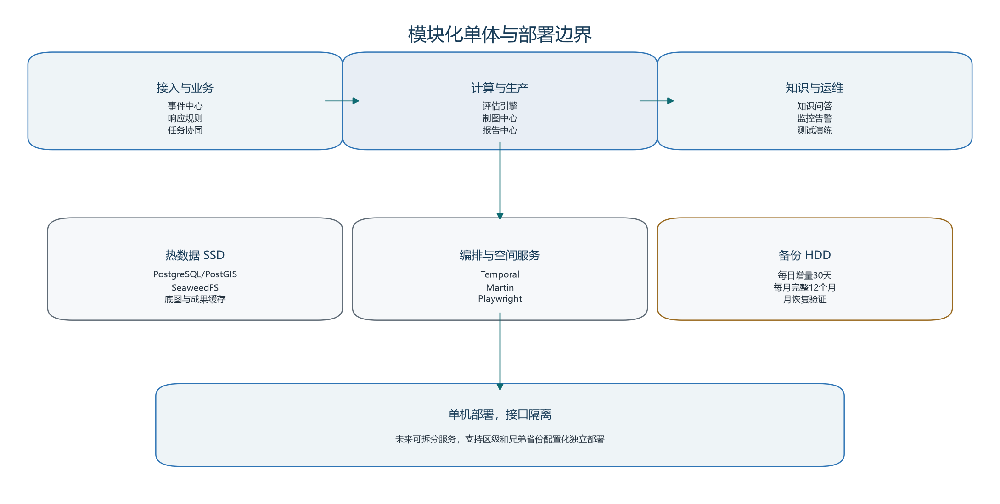 模块化单体与部署边界
接入与业务
事件中心
响应规则
任务协同
计算与生产
评估引擎
制图中心
报告中心
知识与运维
知识问答
监控告警
测试演练
热数据 SSD
PostgreSQL/PostGIS
SeaweedFS
底图与成果缓存
编排与空间服务
Temporal
Martin
Playwright
备份 HDD
每日增量30天
每月完整12个月
月恢复验证
单机部署，接口隔离
未来可拆分服务，支持区级和兄弟省份配置化独立部署